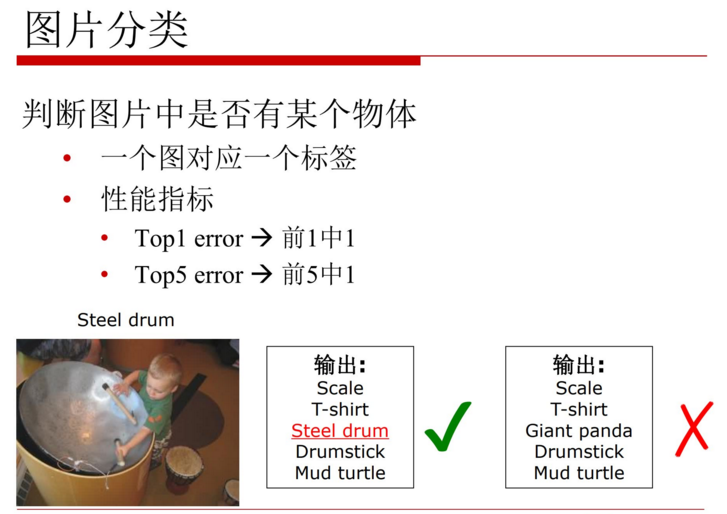 图片分类
判断图片中是否有某个物体
• 一个图对应一个标签
• 性能指标
• Top1 error → 前1中1
• Top5 error → 前5中1
Steel drum
输出:
Scale
T-shirt
Steel drum
Drumstick
Mud turtle
输出:
Scale
T-shirt
Giant panda
Drumstick
Mud turtle